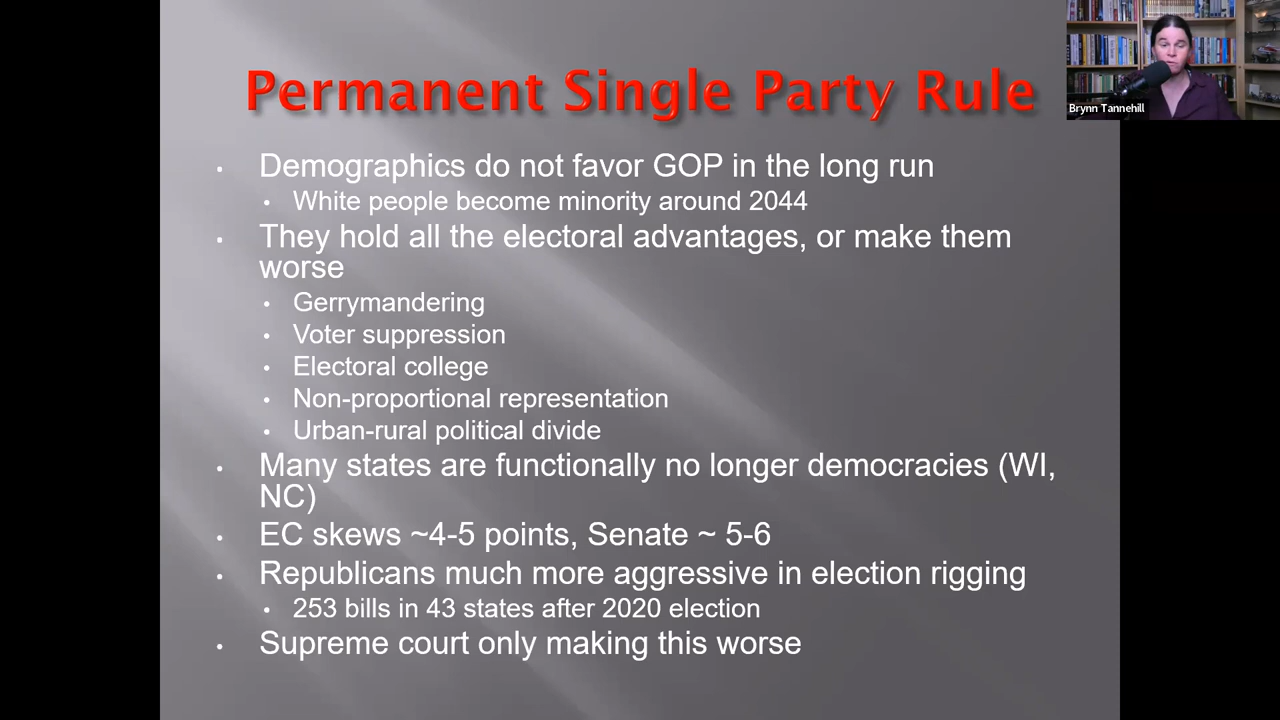 Permanent Single Party Rule
Brynn Tannehill
• Demographics do not favor GOP in the long run
• White people become minority around 2044
• They hold all the electoral advantages, or make them
worse
• Gerrymandering
• Voter suppression
• Electoral college
• Non-proportional representation
• Urban-rural political divide
• Many states are functionally no longer democracies (WI,
NC)
• EC skews ~4-5 points, Senate ~ 5-6
• Republicans much more aggressive in election rigging
• 253 bills in 43 states after 2020 election
• Supreme court only making this worse